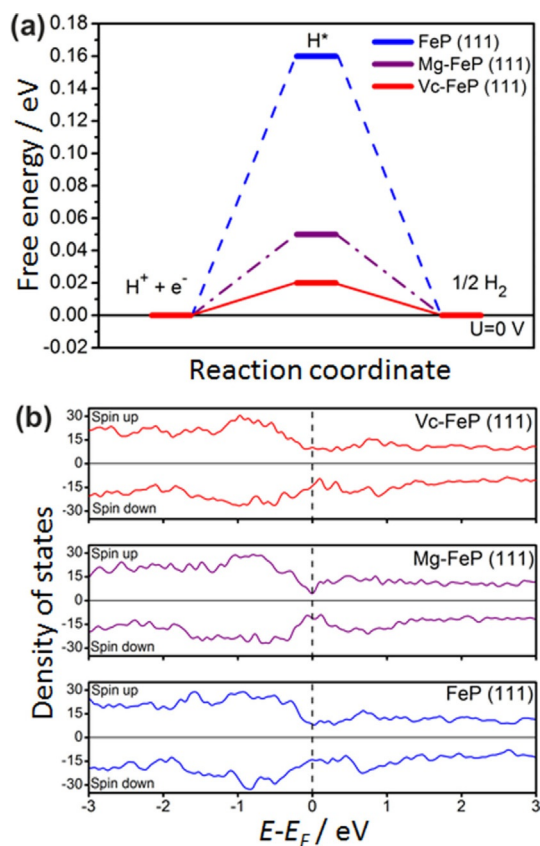 (a)
H*
FeP (111)
Mg-FeP (111)
Vc-FeP (111)
0.16
0.14
0.12
0.10
0.08
0.06
0.04
0.02
0.00
-0.02
Free energy / eV
H⁺ + e⁻
1/2 H₂
U=0 V
Reaction coordinate
(b)
Density of states
30
15
0
-15
-30
Spin up
Spin down
Vc-FeP (111)
30
15
0
-15
-30
Spin up
Spin down
Mg-FeP (111)
30
15
0
-15
-30
Spin up
Spin down
FeP (111)
-3 -2 -1 0 1 2 3
E-E_F / eV